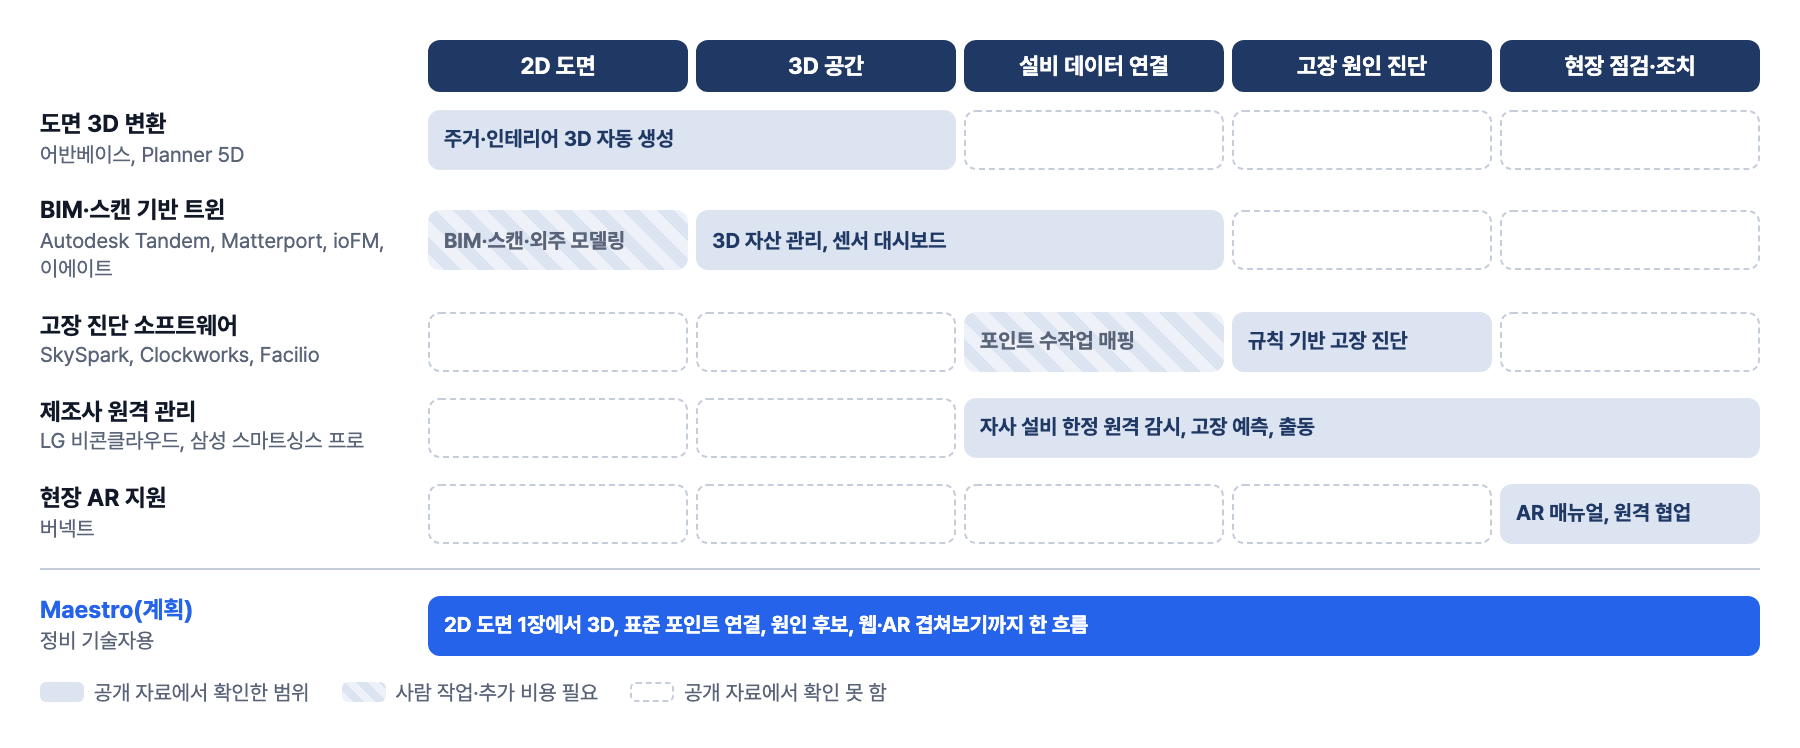 2D 도면
3D 공간
설비 데이터 연결
고장 원인 진단
현장 점검·조치
도면 3D 변환
어반베이스, Planner 5D
주거·인테리어 3D 자동 생성
BIM·스캔 기반 트윈
Autodesk Tandem, Matterport, ioFM,
이에이트
BIM·스캔·외주 모델링
3D 자산 관리, 센서 대시보드
고장 진단 소프트웨어
SkySpark, Clockworks, Facilio
포인트 수작업 매핑
규칙 기반 고장 진단
제조사 원격 관리
LG 비콘클라우드, 삼성 스마트싱스 프로
자사 설비 한정 원격 감시, 고장 예측, 출동
현장 AR 지원
버넥트
AR 매뉴얼, 원격 협업
Maestro(계획)
정비 기술자용
2D 도면 1장에서 3D, 표준 포인트 연결, 원인 후보, 웹·AR 겹쳐보기까지 한 흐름
공개 자료에서 확인한 범위
사람 작업·추가 비용 필요
공개 자료에서 확인 못 함